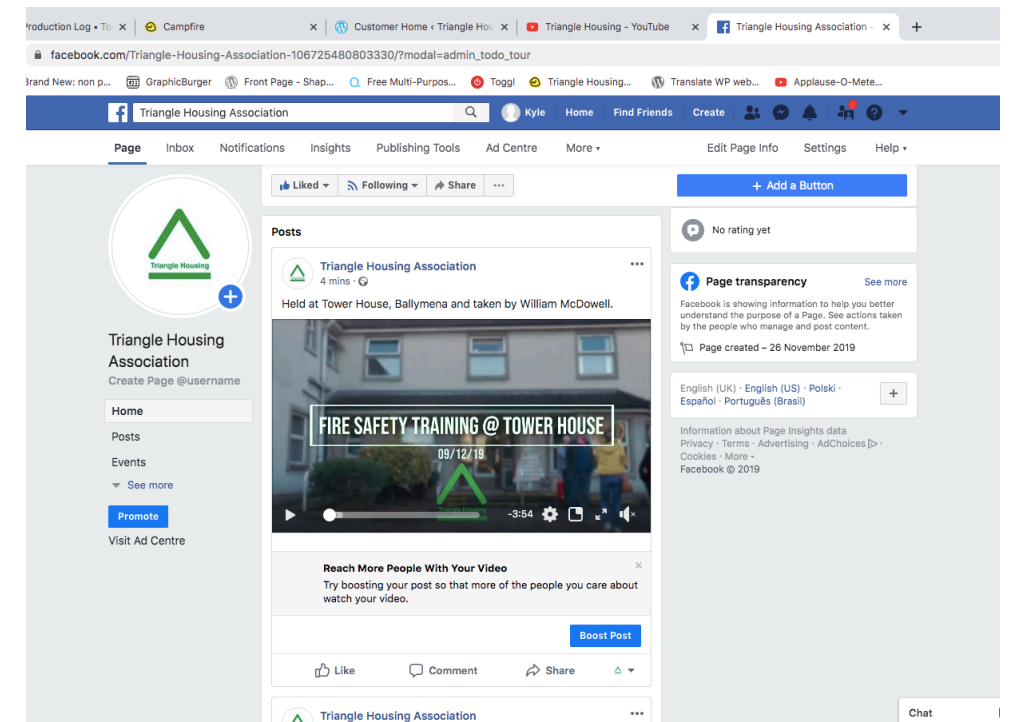 roduction Log • To
Campfire
Customer Home ‹ Triangle Hou
Triangle Housing - YouTube
Triangle Housing Association -
facebook.com/Triangle-Housing-Association-106725480803330/?modal=admin_todo_tour
Brand New: non p...
GraphicBurger
Front Page - Shap...
Free Multi-Purpos...
Toggl
Triangle Housing...
Translate WP web...
Applause-O-Mete...
Triangle Housing Association
Kyle
Home
Find Friends
Create
Page
Inbox
Notifications
Insights
Publishing Tools
Ad Centre
More
Edit Page Info
Settings
Help
Triangle Housing
Triangle Housing
Association
Create Page @username
Home
Posts
Events
See more
Promote
Visit Ad Centre
Liked
Following
Share
+ Add a Button
Posts
Triangle Housing Association
4 mins ·
Held at Tower House, Ballymena and taken by William McDowell.
FIRE SAFETY TRAINING @ TOWER HOUSE
09/12/19
Triangle Housing
-3:54
Reach More People With Your Video
Try boosting your post so that more of the people you care about
watch your video.
Boost Post
Like
Comment
Share
Triangle Housing Association
No rating yet
Page transparency
See more
Facebook is showing information to help you better
understand the purpose of a Page. See actions taken
by the people who manage and post content.
Page created – 26 November 2019
English (UK) · English (US) · Polski ·
Español · Português (Brasil)
Information about Page Insights data
Privacy · Terms · Advertising · AdChoices ·
Cookies · More
Facebook © 2019
Chat